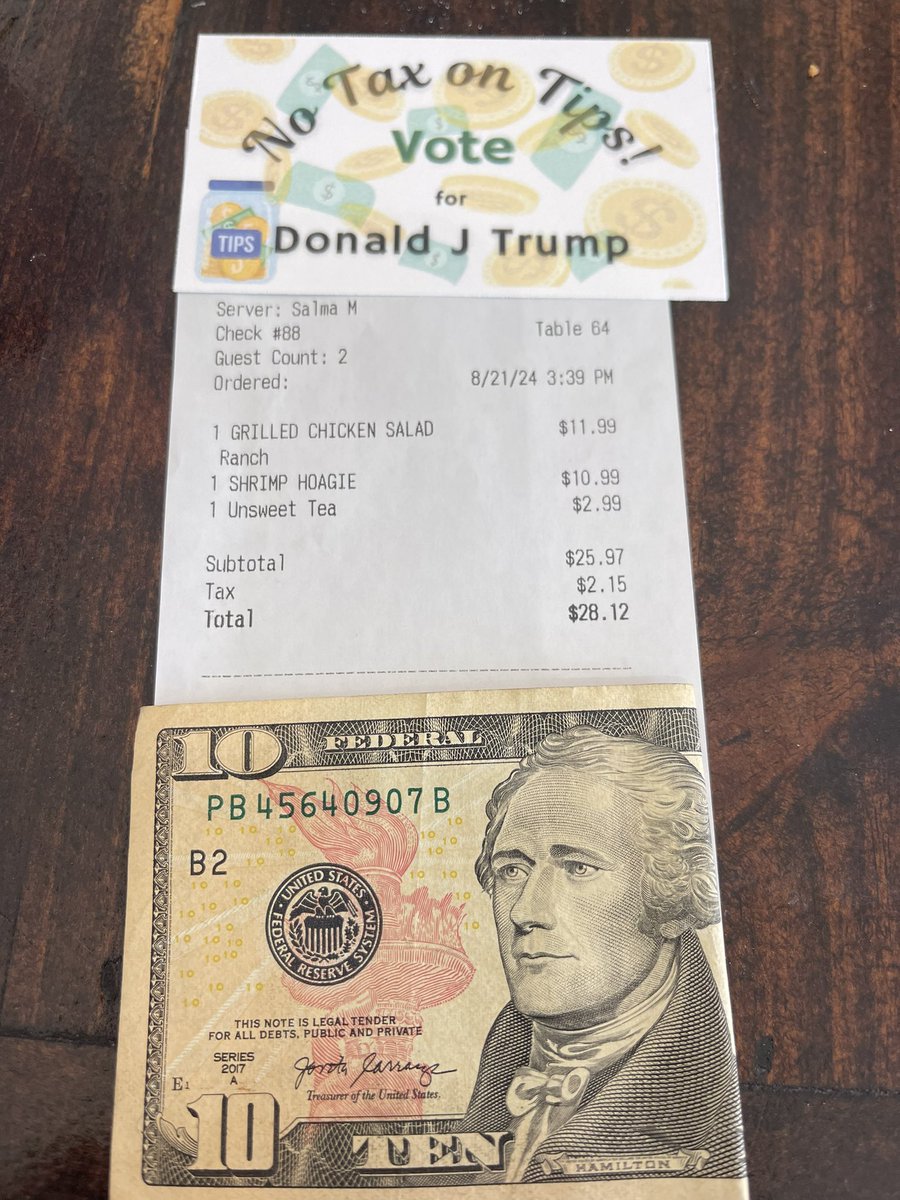 No Tax on Tips!
Vote
for
TIPS Donald J Trump
Server: Salma M
Check #88 Table 64
Guest Count: 2
Ordered: 8/21/24 3:39 PM
1 GRILLED CHICKEN SALAD $11.99
Ranch
1 SHRIMP HOAGIE $10.99
1 Unsweet Tea $2.99
Subtotal $25.97
Tax $2.15
Total $28.12
10 FEDERAL
PB 45640907 B
B2
UNITED STATES
FEDERAL RESERVE SYSTEM
THIS NOTE IS LEGAL TENDER
FOR ALL DEBTS, PUBLIC AND PRIVATE
SERIES
2017
A
E1
Treasurer of the United States.
10 TEN HAMILTON